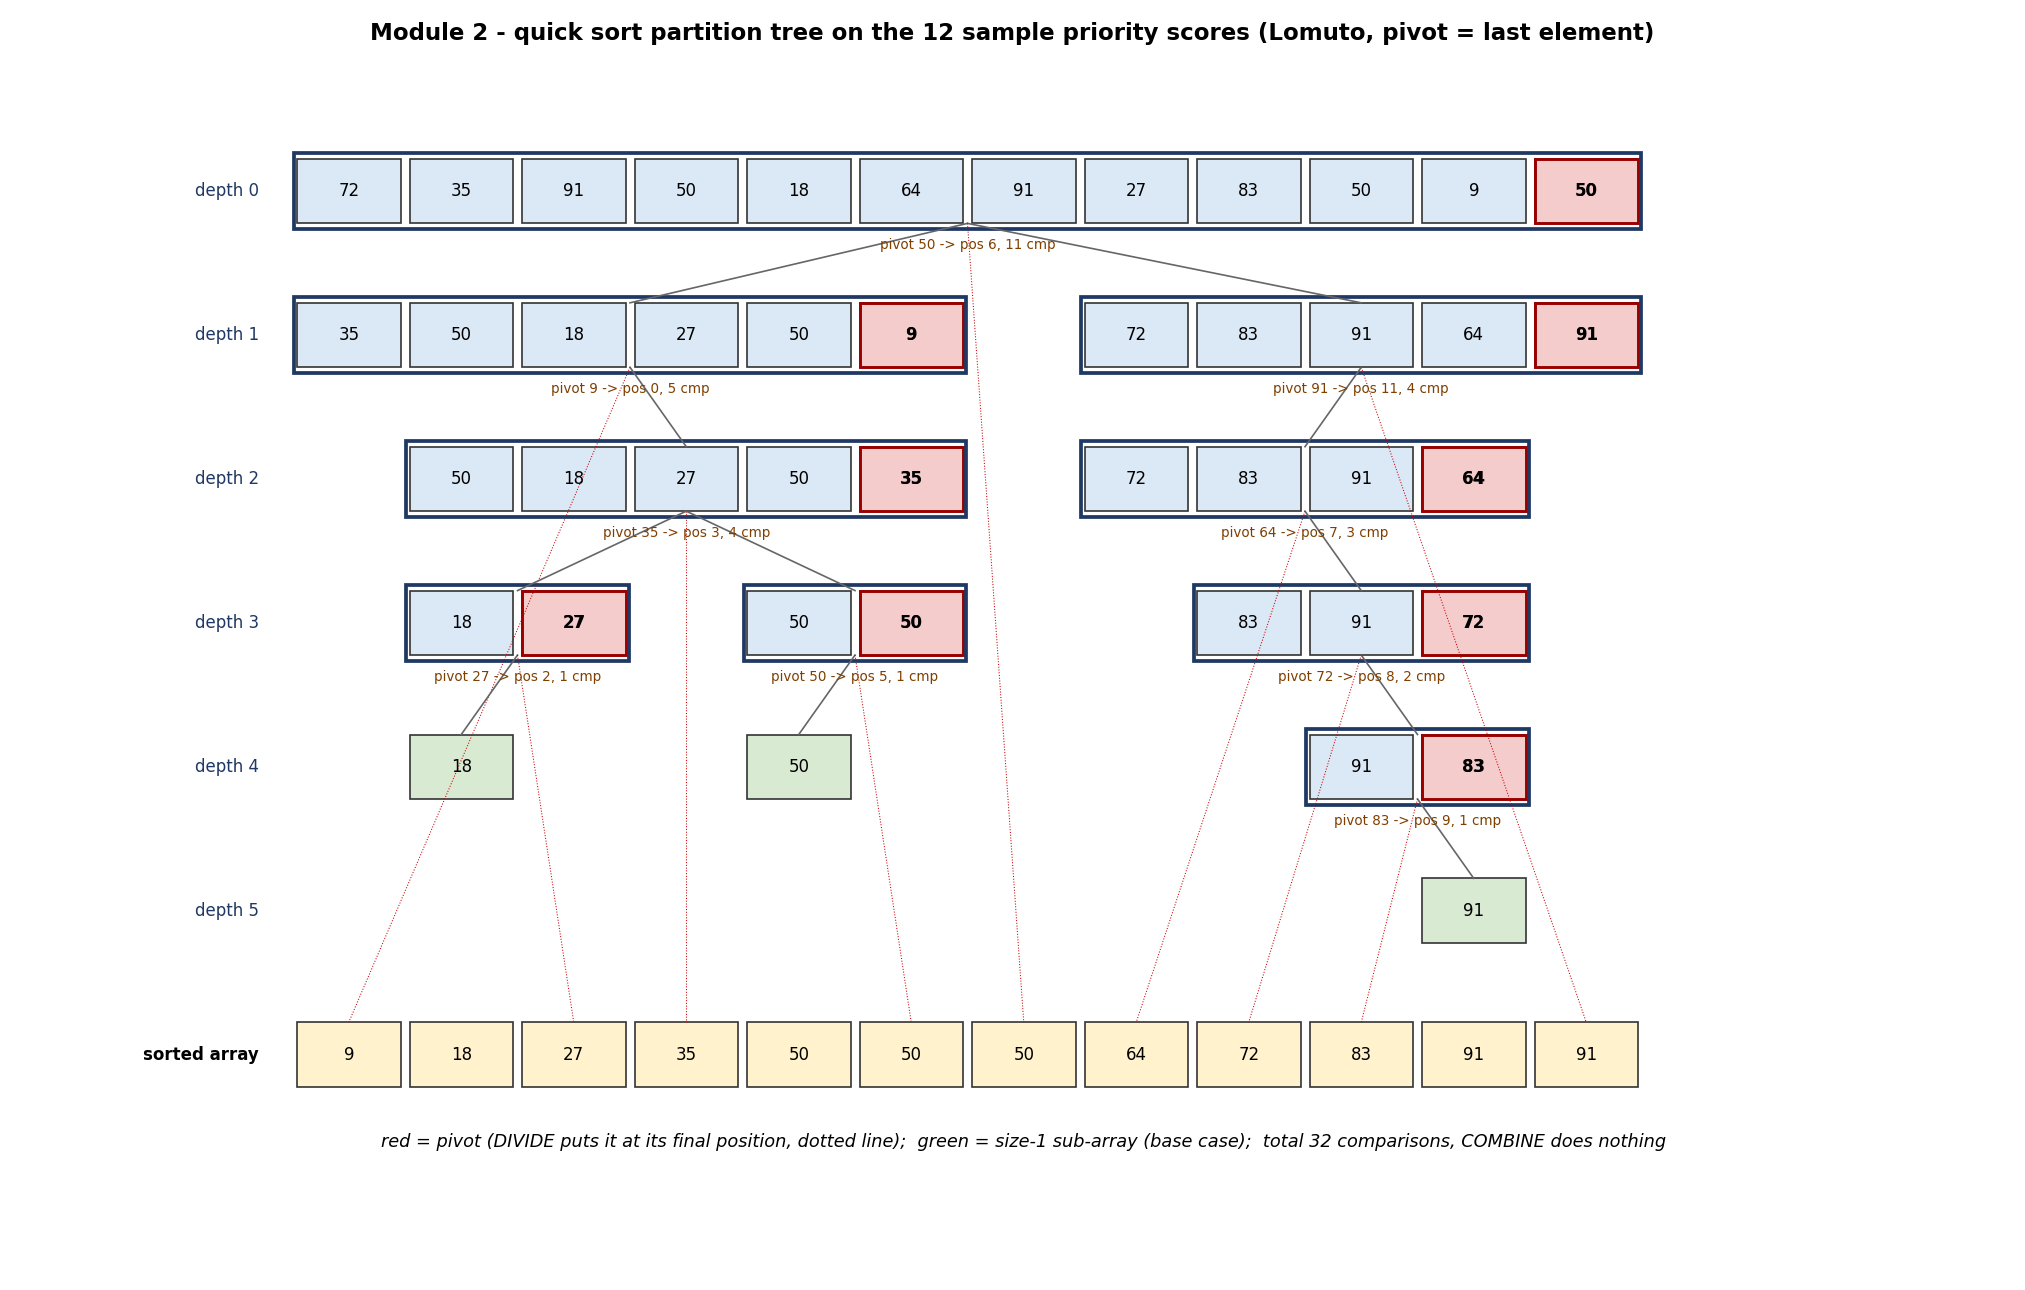 Module 2 - quick sort partition tree on the 12 sample priority scores (Lomuto, pivot = last element)
depth 0 72 35 91 50 18 64 91 27 83 50 9 50
pivot 50 -> pos 6, 11 cmp
depth 1 35 50 18 27 50 9 72 83 91 64 91
pivot 9 -> pos 0, 5 cmp pivot 91 -> pos 11, 4 cmp
depth 2 50 18 27 50 35 72 83 91 64
pivot 35 -> pos 3, 4 cmp pivot 64 -> pos 7, 3 cmp
depth 3 18 27 50 50 83 91 72
pivot 27 -> pos 2, 1 cmp pivot 50 -> pos 5, 1 cmp pivot 72 -> pos 8, 2 cmp
depth 4 18 50 91 83
pivot 83 -> pos 9, 1 cmp
depth 5 91
sorted array 9 18 27 35 50 50 50 64 72 83 91 91
red = pivot (DIVIDE puts it at its final position, dotted line); green = size-1 sub-array (base case); total 32 comparisons, COMBINE does nothing